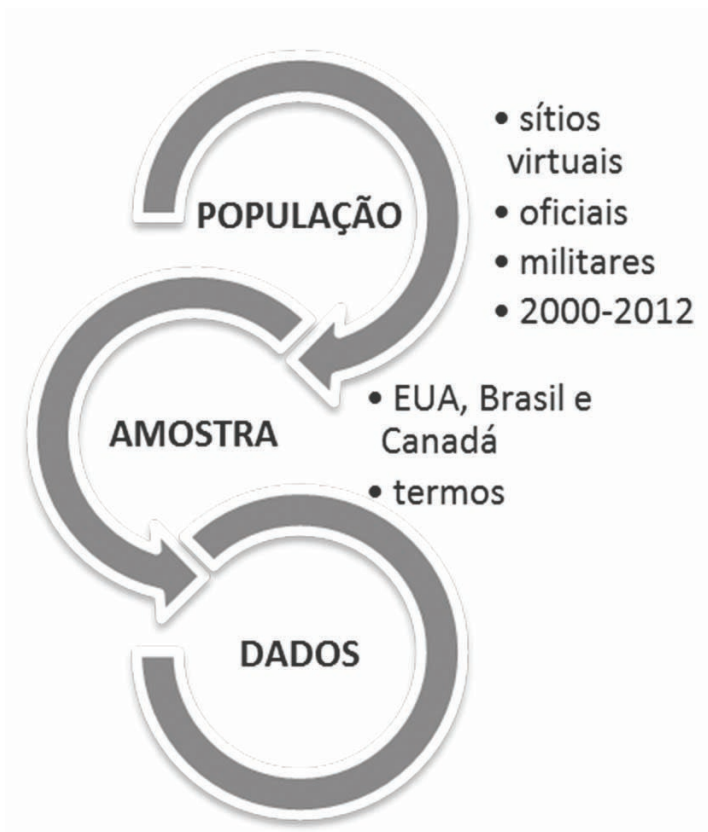 POPULAÇÃO
• sítios
virtuais
• oficiais
• militares
• 2000-2012
AMOSTRA
• EUA, Brasil e
Canadá
• termos
DADOS